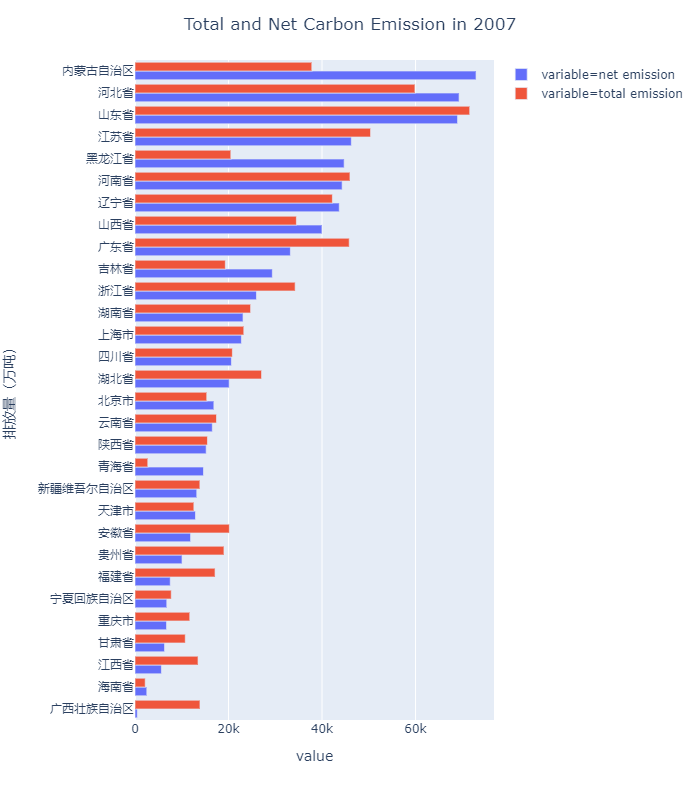 Total and Net Carbon Emission in 2007
variable=net emission
variable=total emission
排放量（万吨）
内蒙古自治区
河北省
山东省
江苏省
黑龙江省
河南省
辽宁省
山西省
广东省
吉林省
浙江省
湖南省
上海市
四川省
湖北省
北京市
云南省
陕西省
青海省
新疆维吾尔自治区
天津市
安徽省
贵州省
福建省
宁夏回族自治区
重庆市
甘肃省
江西省
海南省
广西壮族自治区
0 20k 40k 60k
value